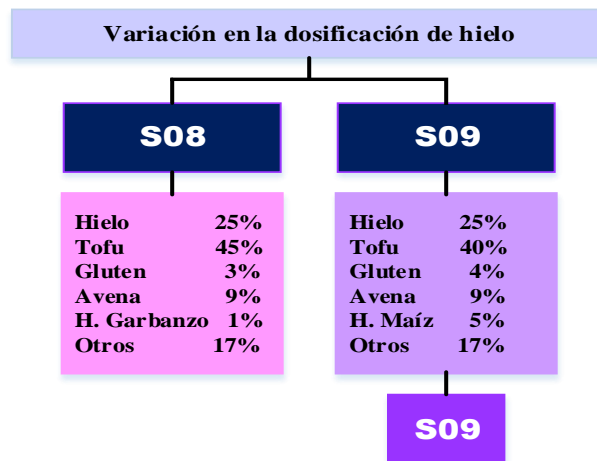 Variación en la dosificación de hielo
S08
Hielo 25%
Tofu 45%
Gluten 3%
Avena 9%
H. Garbanzo 1%
Otros 17%
S09
Hielo 25%
Tofu 40%
Gluten 4%
Avena 9%
H. Maíz 5%
Otros 17%
S09